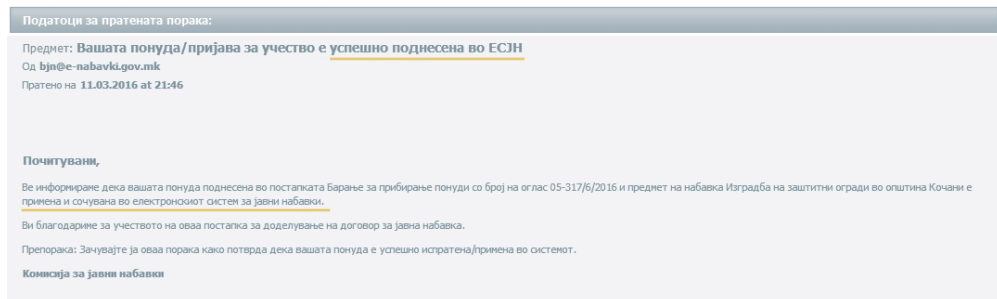 Податоци за пратената порака:
Предмет: Вашата понуда/пријава за учество е успешно поднесена во ЕСЈН
Од bjn@e-nabavki.gov.mk
Пратено на 11.03.2016 at 21:46
Почитувани,
Ве информираме дека вашата понуда поднесена во постапката Барање за прибирање понуди со број на оглас 05-317/6/2016 и предмет на набавка Изградба на заштитни огради во општина Кочани е
примена и сочувана во електронскиот систем за јавни набавки.
Ви благодариме за учеството на оваа постапка за доделување на договор за јавна набавка.
Препорака: Зачувајте ја оваа порака како потврда дека вашата понуда е успешно испратена/примена во системот.
Комисија за јавни набавки